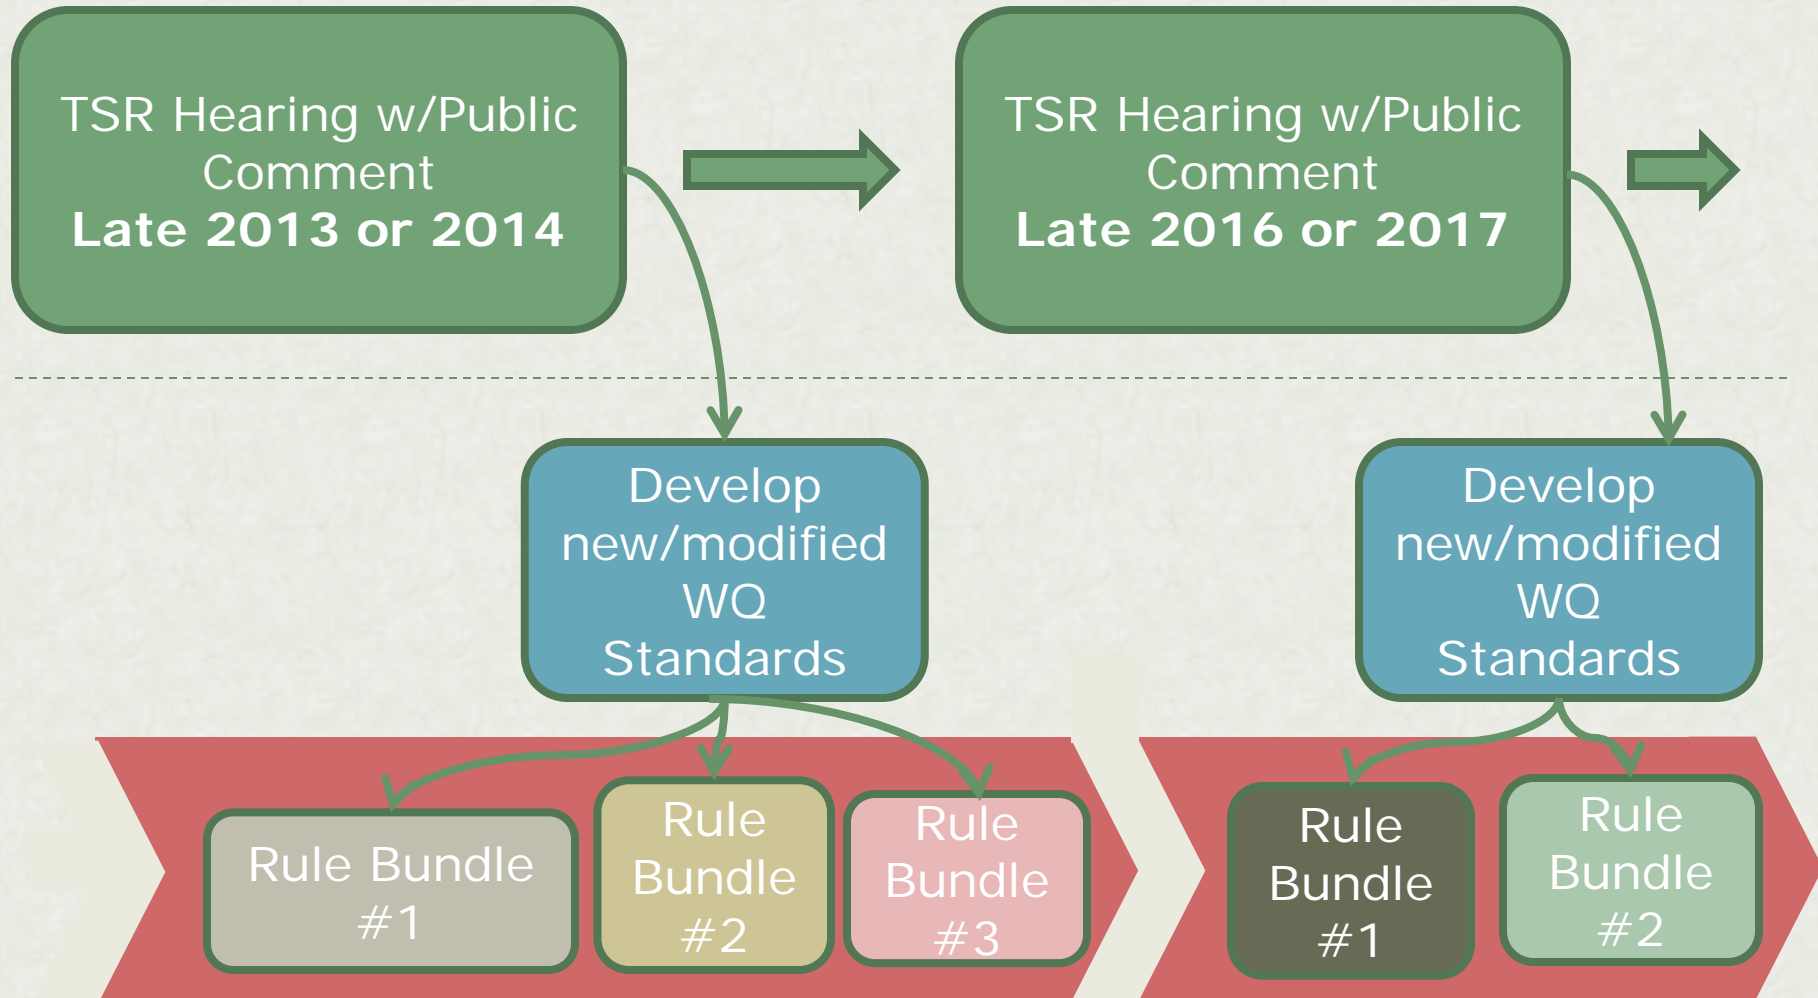 TSR Hearing w/Public
Comment
Late 2013 or 2014
TSR Hearing w/Public
Comment
Late 2016 or 2017
Develop
new/modified
WQ
Standards
Develop
new/modified
WQ
Standards
Rule Bundle
#1
Rule
Bundle
#2
Rule
Bundle
#3
Rule
Bundle
#1
Rule
Bundle
#2